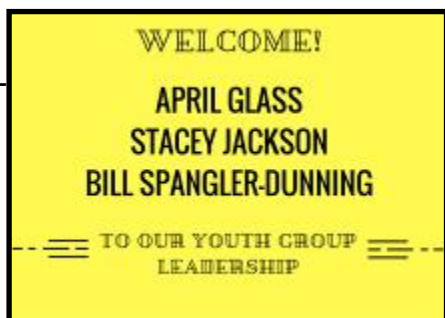 WELCOME!
APRIL GLASS
STACEY JACKSON
BILL SPANGLER-DUNNING
TO OUR YOUTH GROUP
LEADERSHIP